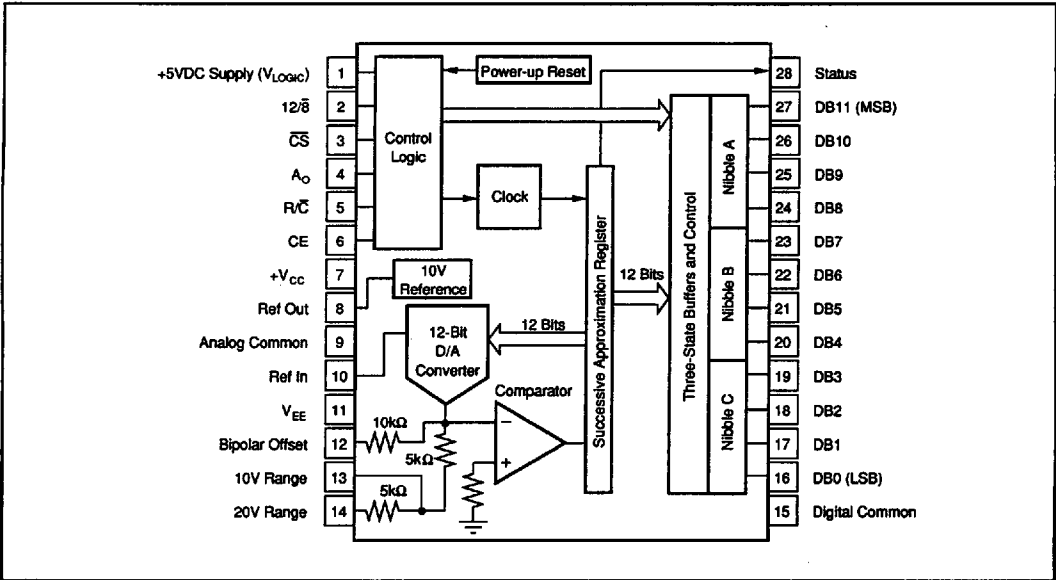 +5VDC Supply (VLOGIC) 1
12/8̅ 2
C̅S̅ 3
AO 4
R/C̅ 5
CE 6
+VCC 7
Ref Out 8
Analog Common 9
Ref In 10
VEE 11
Bipolar Offset 12
10V Range 13
20V Range 14
Control
Logic
Power-up Reset
Clock
10V
Reference
12-Bit
D/A
Converter
12 Bits
Comparator
10kΩ
5kΩ
5kΩ
−
+
Successive Approximation Register
12 Bits
Three-State Buffers and Control
Nibble A
Nibble B
Nibble C
28 Status
27 DB11 (MSB)
26 DB10
25 DB9
24 DB8
23 DB7
22 DB6
21 DB5
20 DB4
19 DB3
18 DB2
17 DB1
16 DB0 (LSB)
15 Digital Common